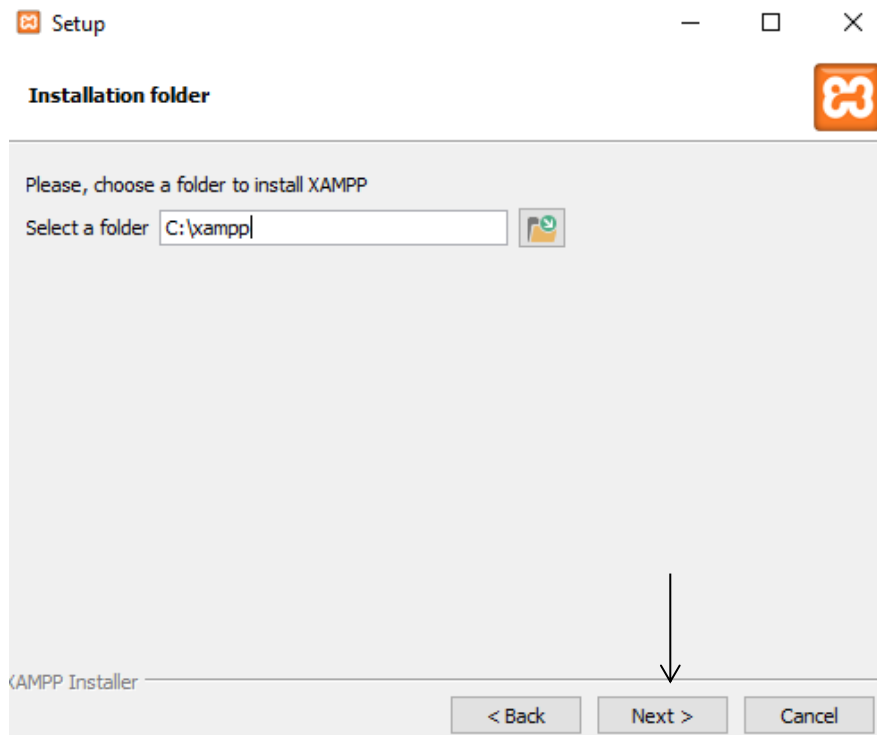 Setup
Installation folder
Please, choose a folder to install XAMPP
Select a folder C:\xampp
XAMPP Installer
< Back Next > Cancel